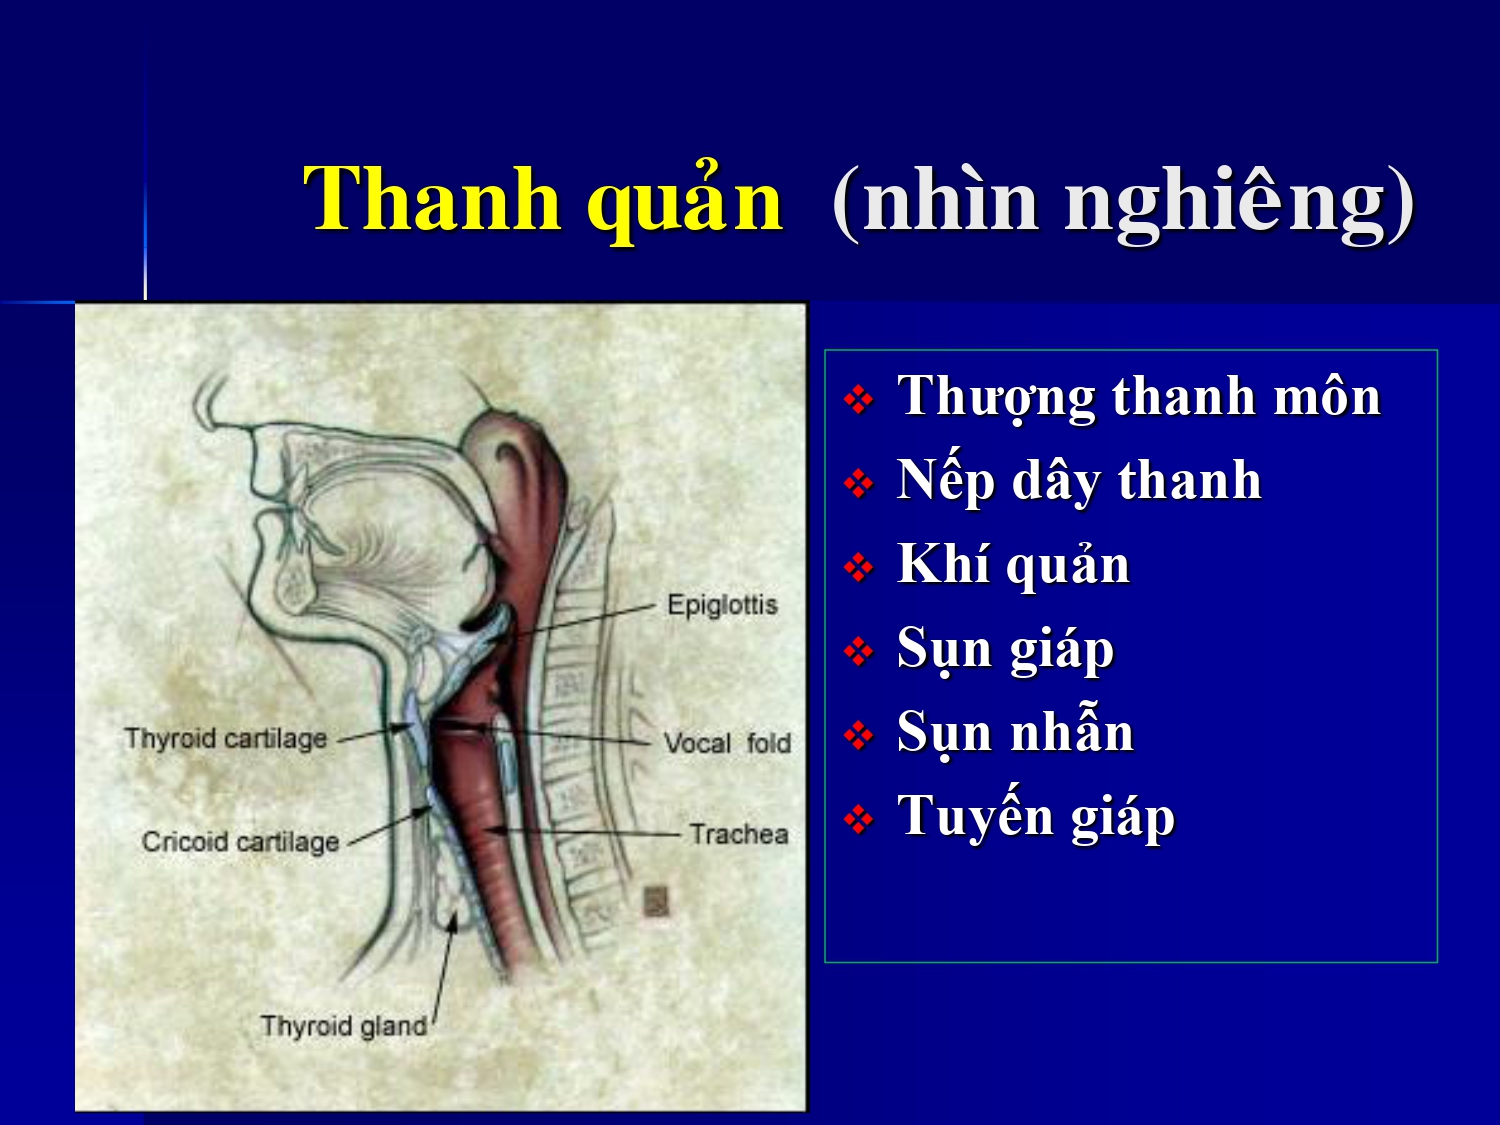 Thanh quản (nhìn nghiêng)
Epiglottis
Thyroid cartilage
Vocal fold
Cricoid cartilage
Trachea
Thyroid gland
Thượng thanh môn
Nếp dây thanh
Khí quản
Sụn giáp
Sụn nhẫn
Tuyến giáp